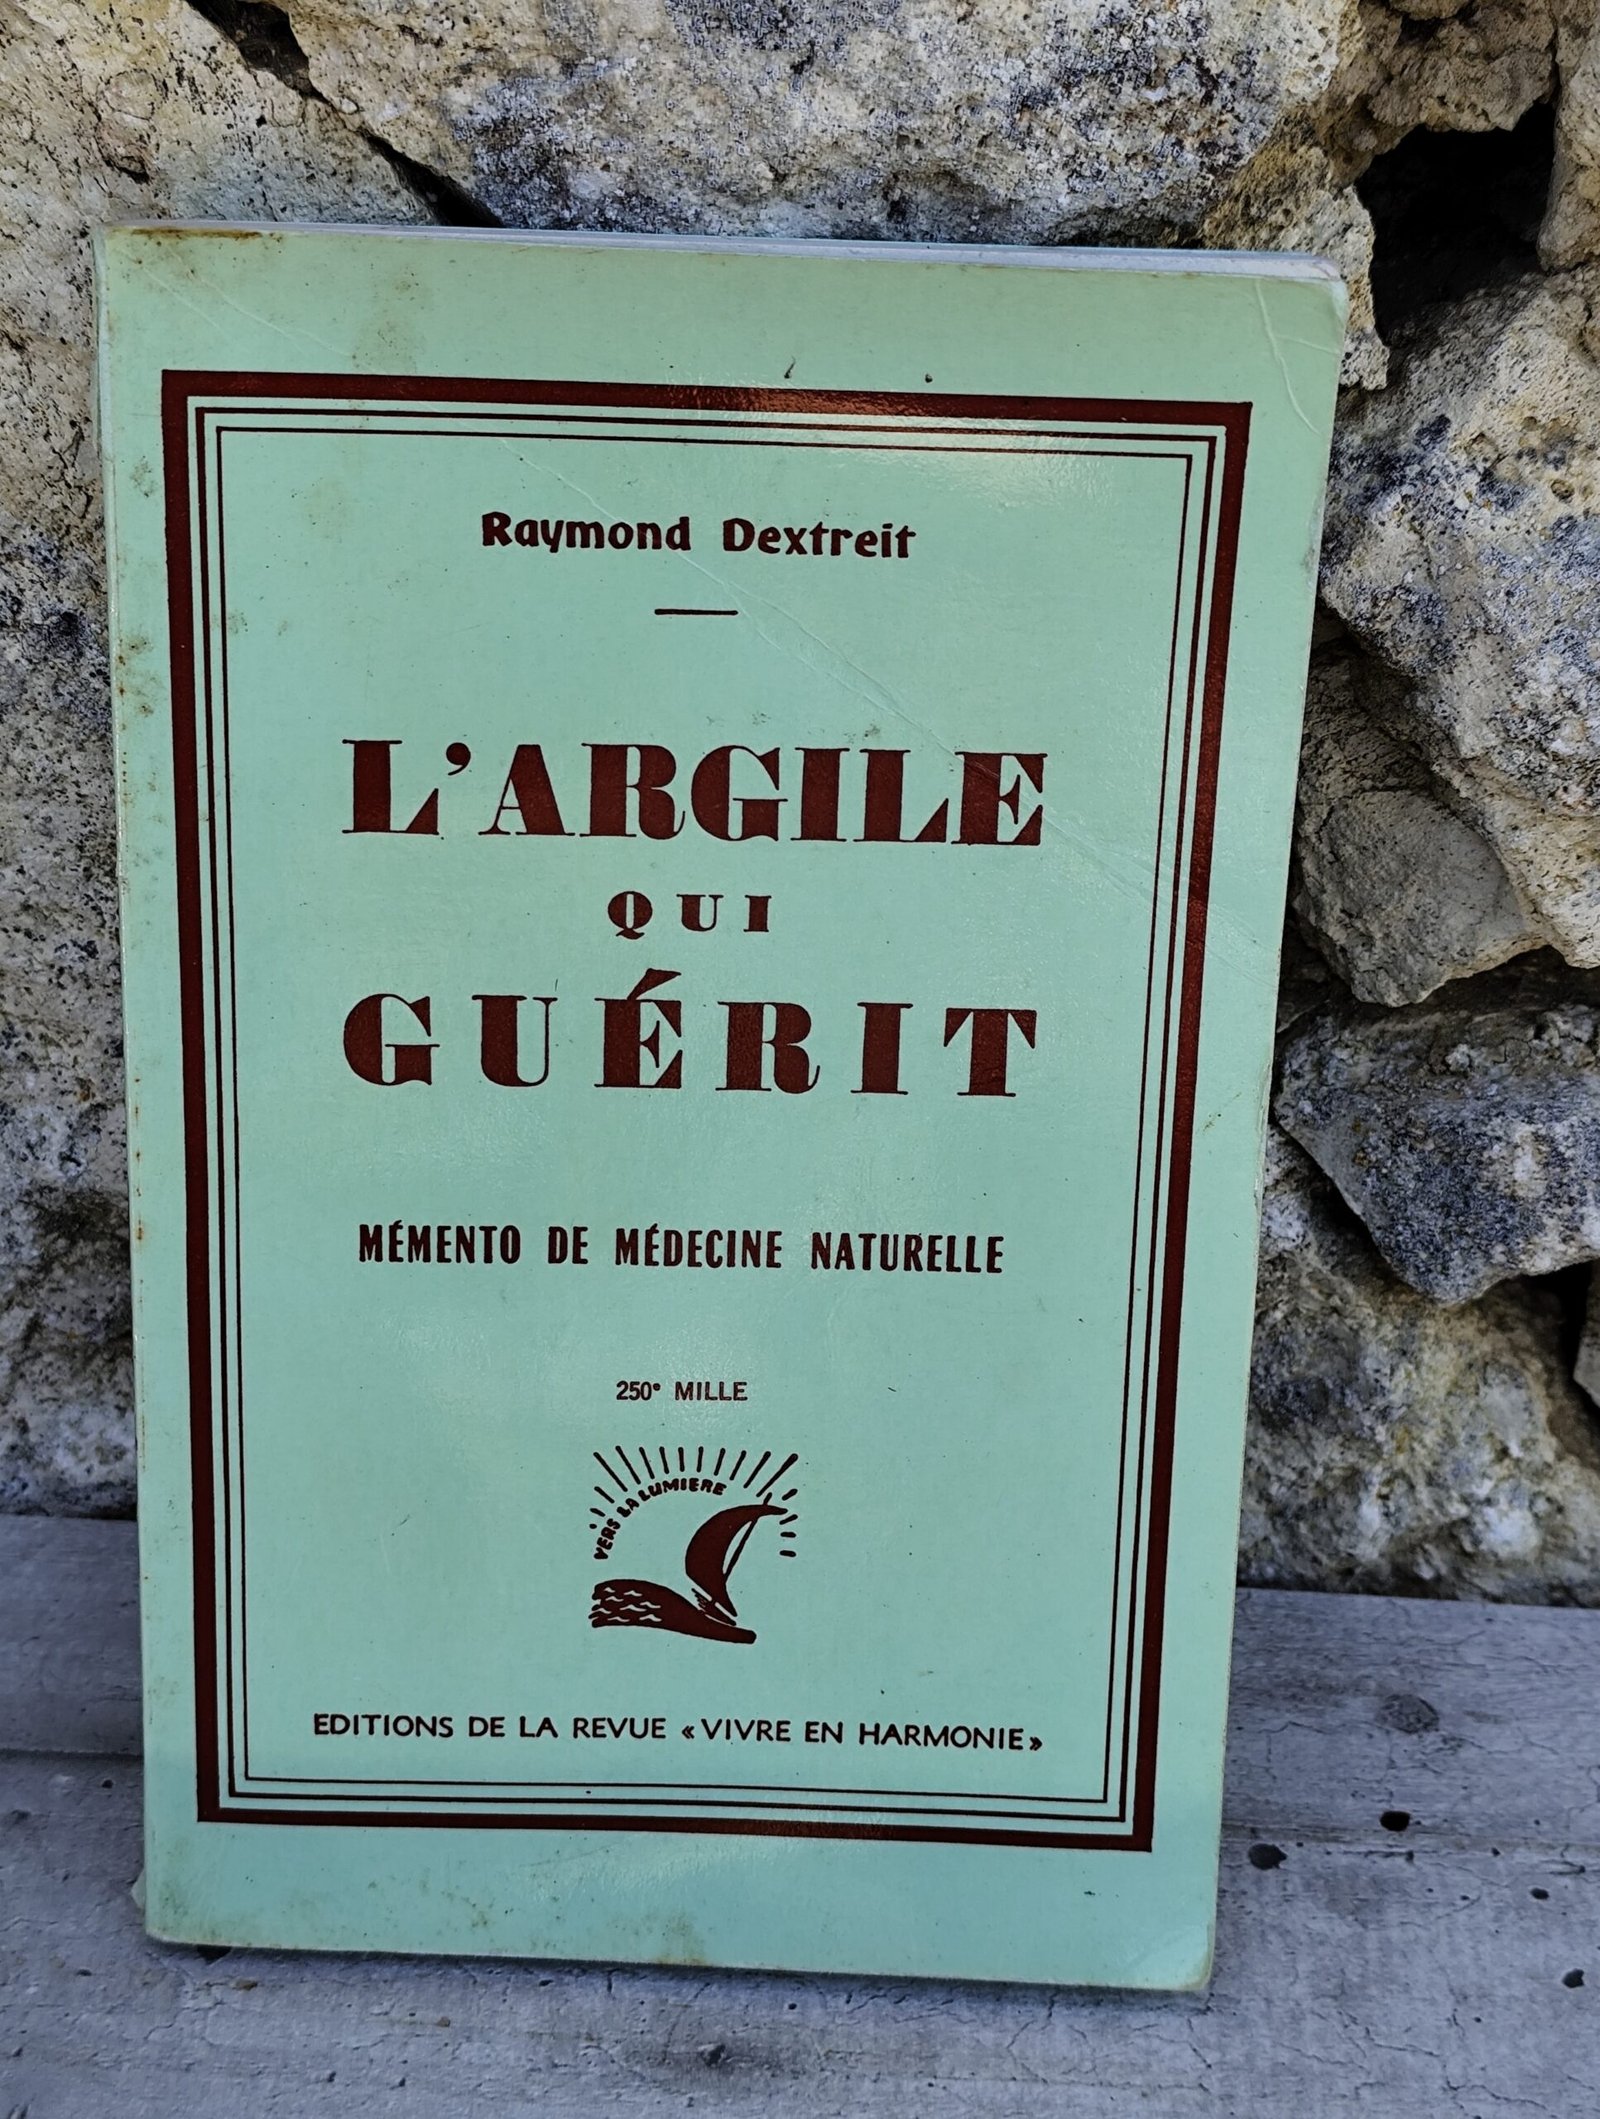 Raymond Dextreit
L'ARGILE
QUI
GUÉRIT
MÉMENTO DE MÉDECINE NATURELLE
250e MILLE
VERS LA LUMIERE
EDITIONS DE LA REVUE « VIVRE EN HARMONIE »